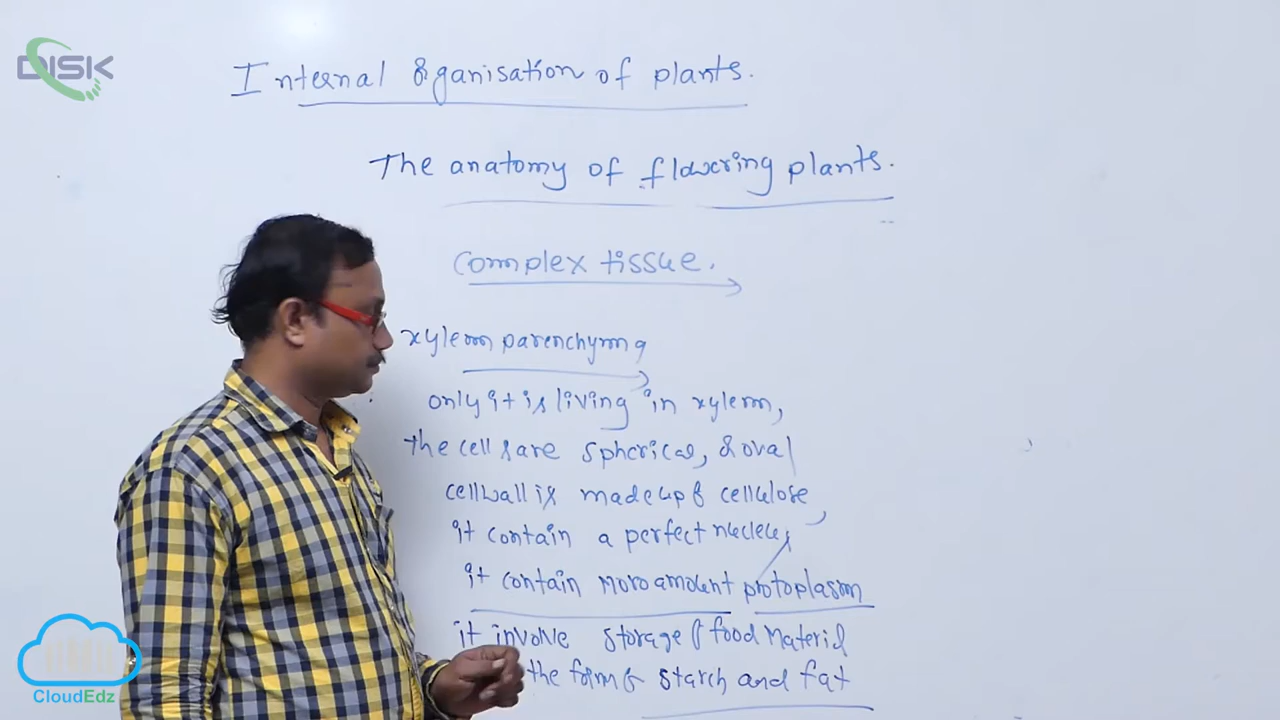 DISK
Internal organisation of plants.
The anatomy of flowering plants.
complex tissue.
xylem parenchyma
only it is living in xylem,
the cells are spherical, & oval
cellwall is made up of cellulose,
it contain a perfect nucleus
it contain more amount protoplasm
it involve storage of food material
the form of starch and fat
CloudEdz